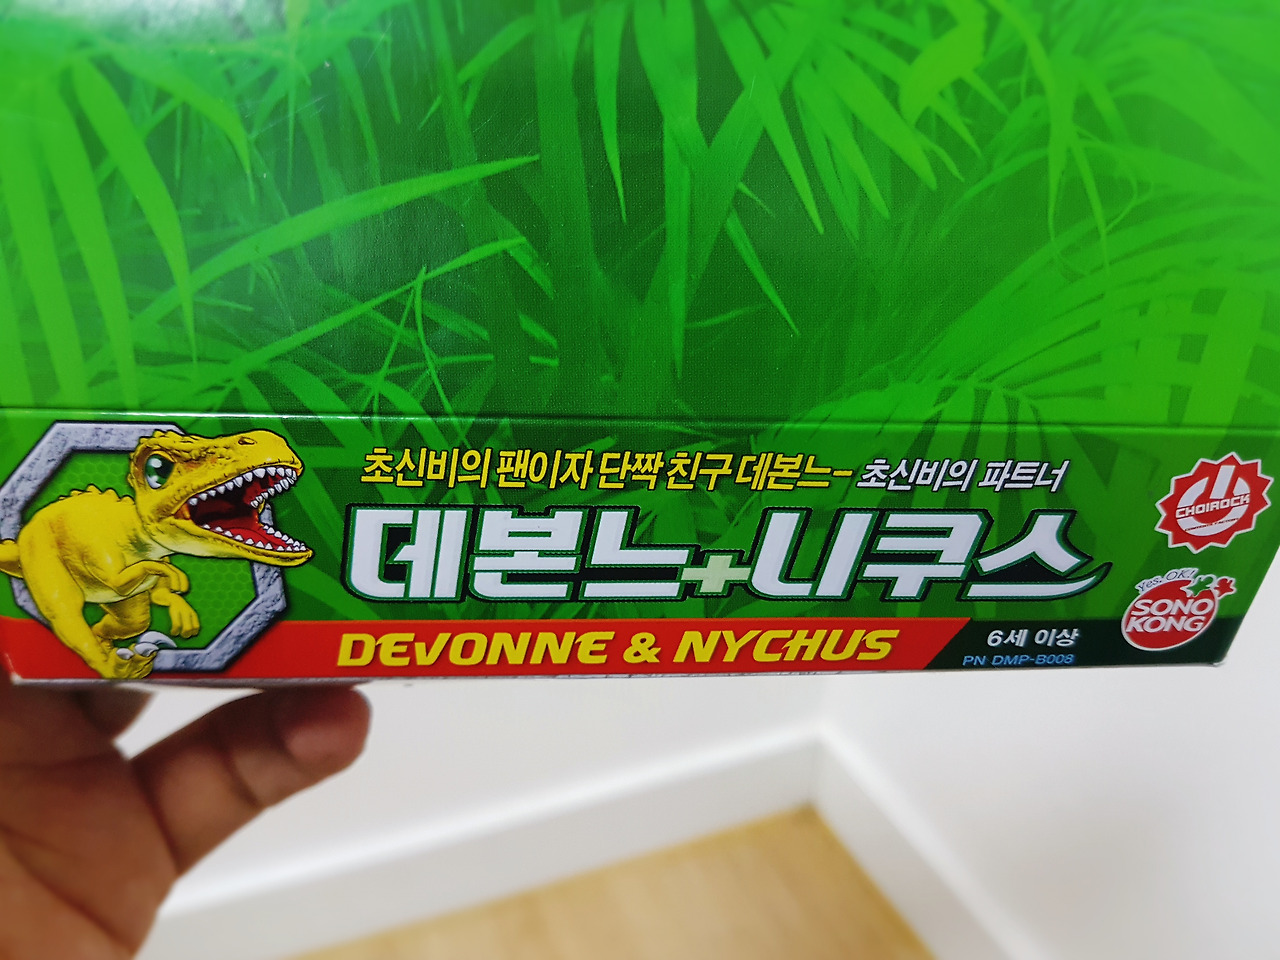 초신비의 팬이자 단짝 친구 데본느- 초신비의 파트너
데본느+니쿠스
DEVONNE & NYCHUS
6세 이상
PN DMP-B008
CHOIROCK
Yes, OK!
SONO
KONG